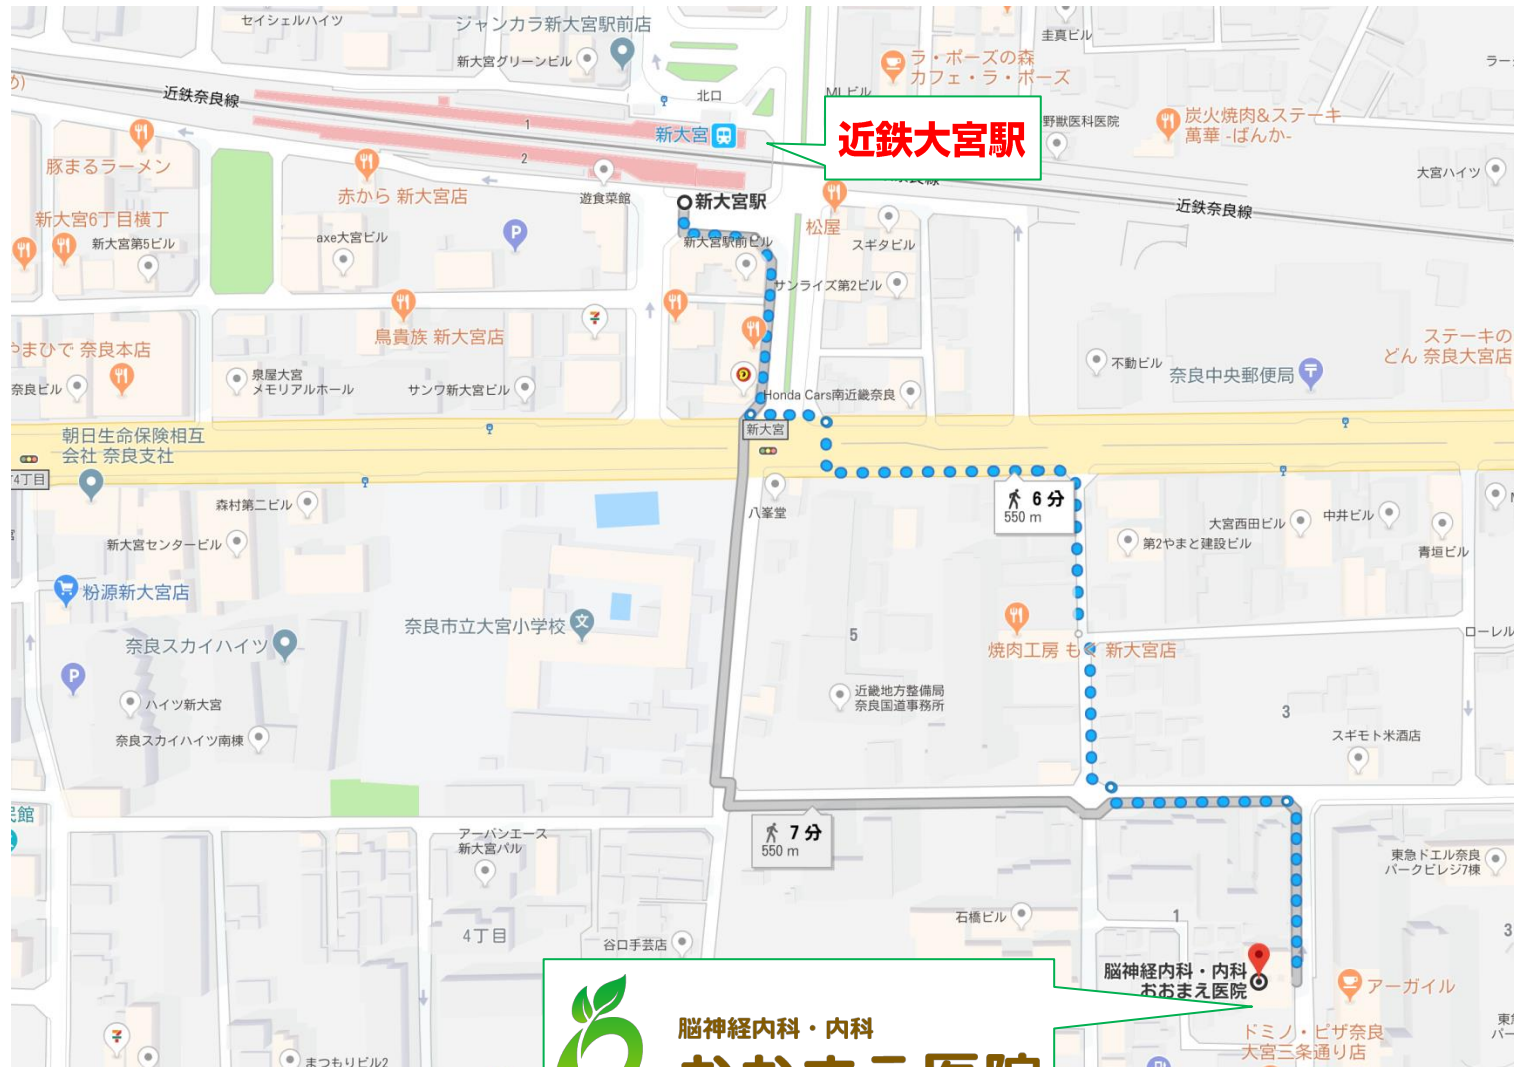 セイシェルハイツ
ジャンカラ新大宮駅前店
新大宮グリーンビル
圭真ビル
ラ・ポーズの森
カフェ・ラ・ポーズ
近鉄奈良線
北口
MLビル
1
新大宮
近鉄大宮駅
野獣医科医院
炭火焼肉&ステーキ
萬華 -ばんか-
豚まるラーメン
2
赤から 新大宮店
遊食菜館
新大宮駅
大宮ハイツ
近鉄奈良線
新大宮6丁目横丁
新大宮第5ビル
axe大宮ビル
P
新大宮駅前ビル
松屋
スギタビル
サンライズ第2ビル
鳥貴族 新大宮店
やまひで 奈良本店
奈良ビル
泉屋大宮
メモリアルホール
サンワ新大宮ビル
Honda Cars南近畿奈良
不動ビル
奈良中央郵便局
ステーキの
どん 奈良大宮店
朝日生命保険相互
会社 奈良支社
新大宮
4丁目
森村第二ビル
八峯堂
6 分
550 m
新大宮センタービル
第2やまと建設ビル
大宮西田ビル
中井ビル
青垣ビル
粉源新大宮店
奈良市立大宮小学校
文
奈良スカイハイツ
5
焼肉工房 もく 新大宮店
ローレル
P
ハイツ新大宮
奈良スカイハイツ南棟
近畿地方整備局
奈良国道事務所
3
スギモト米酒店
アーバンエース
新大宮パル
7 分
550 m
東急ドエル奈良
パークビレジ7棟
4丁目
谷口手芸店
石橋ビル
1
3
脳神経内科・内科
おおまえ医院
アーガイル
脳神経内科・内科
おおまえ医院
ドミノ・ピザ奈良
大宮三条通り店
まつもりビル2